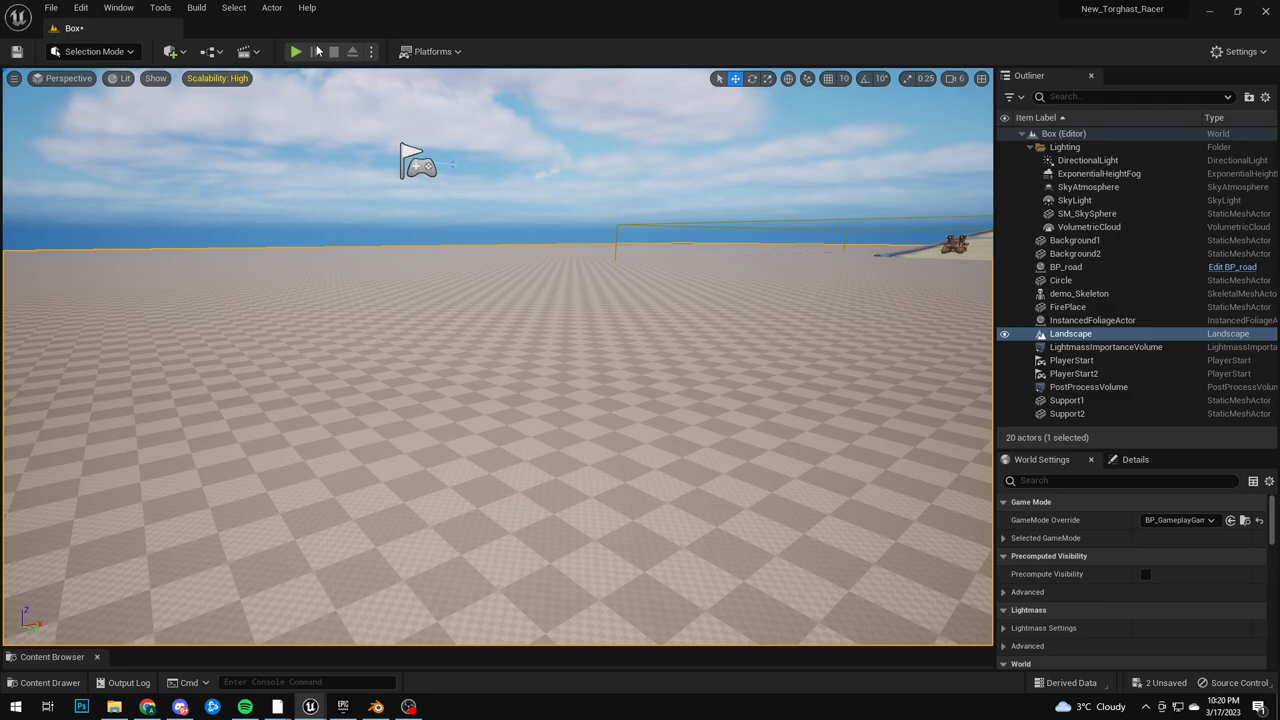 File Edit Window Tools Build Select Actor Help
New_Torghast_Racer
Box*
Selection Mode
Platforms
Settings
Perspective Lit Show Scalability: High
10 10° 0.25 6
Outliner
Search...
Item Label Type
Box (Editor) World
Lighting Folder
DirectionalLight DirectionalLight
ExponentialHeightFog ExponentialHeightF
SkyAtmosphere SkyAtmosphere
SkyLight SkyLight
SM_SkySphere StaticMeshActor
VolumetricCloud VolumetricCloud
Background1 StaticMeshActor
Background2 StaticMeshActor
BP_road Edit BP_road
Circle StaticMeshActor
demo_Skeleton SkeletalMeshActo
FirePlace StaticMeshActor
InstancedFoliageActor InstancedFoliageA
Landscape Landscape
LightmassImportanceVolume LightmassImporta
PlayerStart PlayerStart
PlayerStart2 PlayerStart
PostProcessVolume PostProcessVolun
Support1 StaticMeshActor
Support2 StaticMeshActor
20 actors (1 selected)
World Settings Details
Search
Game Mode
GameMode Override BP_GameplayGam
Selected GameMode
Precomputed Visibility
Precompute Visibility
Advanced
Lightmass
Lightmass Settings
Advanced
World
Z
X
Content Browser
Content Drawer Output Log Cmd Enter Console Command
Derived Data 2 Unsaved Source Control
Ps
EPIC
3°C Cloudy
10:20 PM
3/17/2023
1